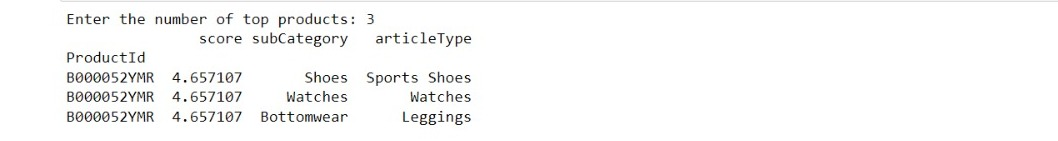 Enter the number of top products: 3
score subCategory articleType
ProductId
B000052YMR 4.657107 Shoes Sports Shoes
B000052YMR 4.657107 Watches Watches
B000052YMR 4.657107 Bottomwear Leggings